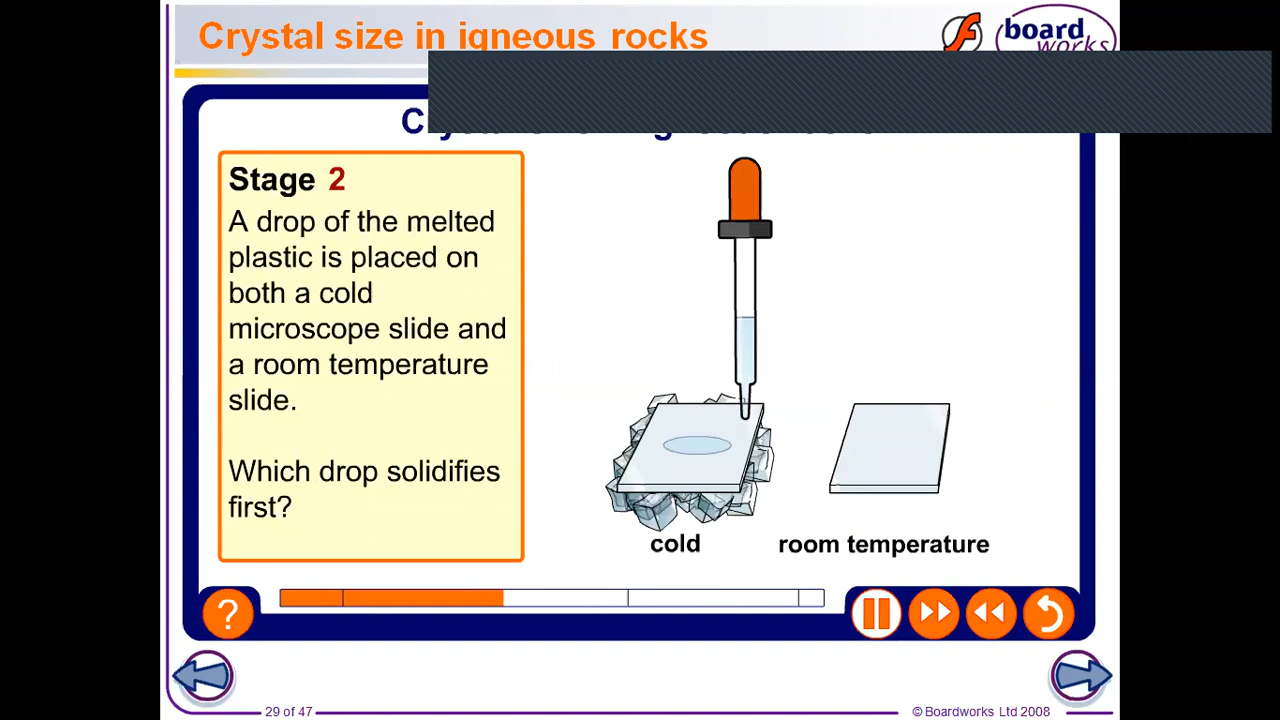 Crystal size in igneous rocks
board
works
Stage 2
A drop of the melted
plastic is placed on
both a cold
microscope slide and
a room temperature
slide.
Which drop solidifies
first?
cold
room temperature
?
29 of 47
© Boardworks Ltd 2008